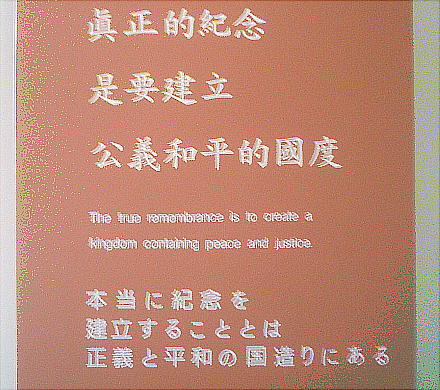 眞正的紀念
是要建立
公義和平的國度
The true remembrance is to create a
kingdom containing peace and justice.
本当に紀念を
建立することとは
正義と平和の国造りにある